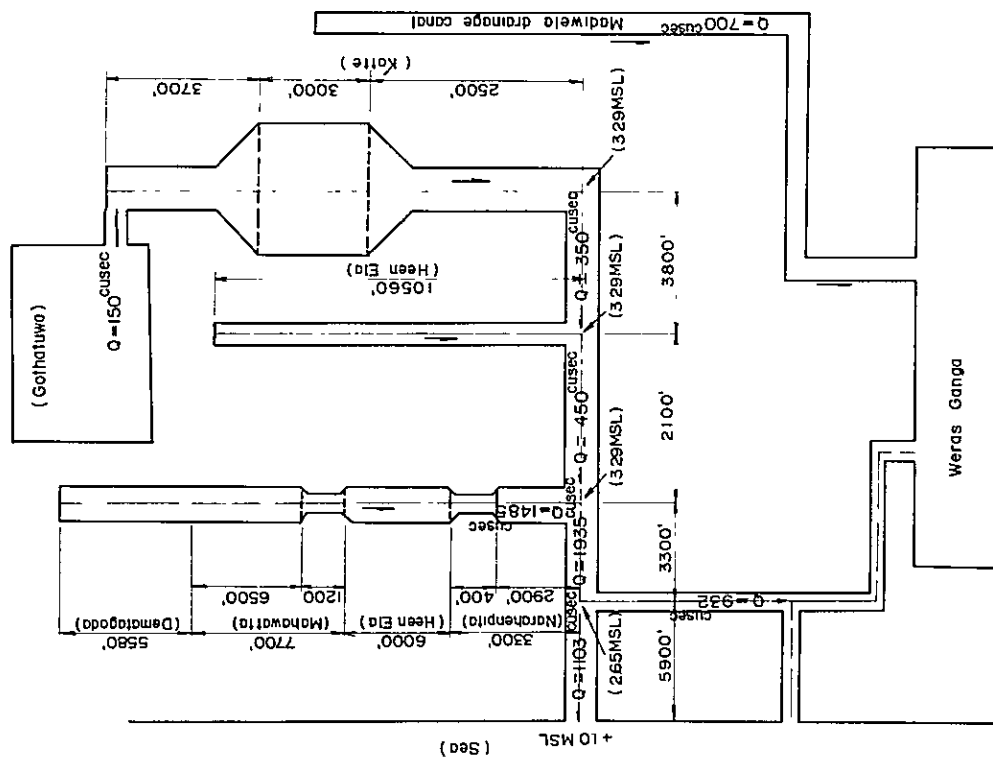 Madiwela drainage canal
Q=700 cusec
(Kotte)
3700'
3000'
2500'
(329MSL)
(Gothatuwa)
Q=150 cusec
10560'
(Heen Ela)
Q= 350 cusec
3800'
(329MSL)
Q= 450 cusec
2100'
(329MSL)
Q=1485 cusec
Q=1935 cusec
3300'
6500'
1200'
400'
2900'
(Dematagoda)
5580'
(Mahawatta)
7700'
(Heen Ela)
6000'
(Narahenpita)
3300'
Q=1103 cusec
(265MSL)
Q=932 cusec
5900'
Weras Ganga
(Sea)
+1.0 MSL